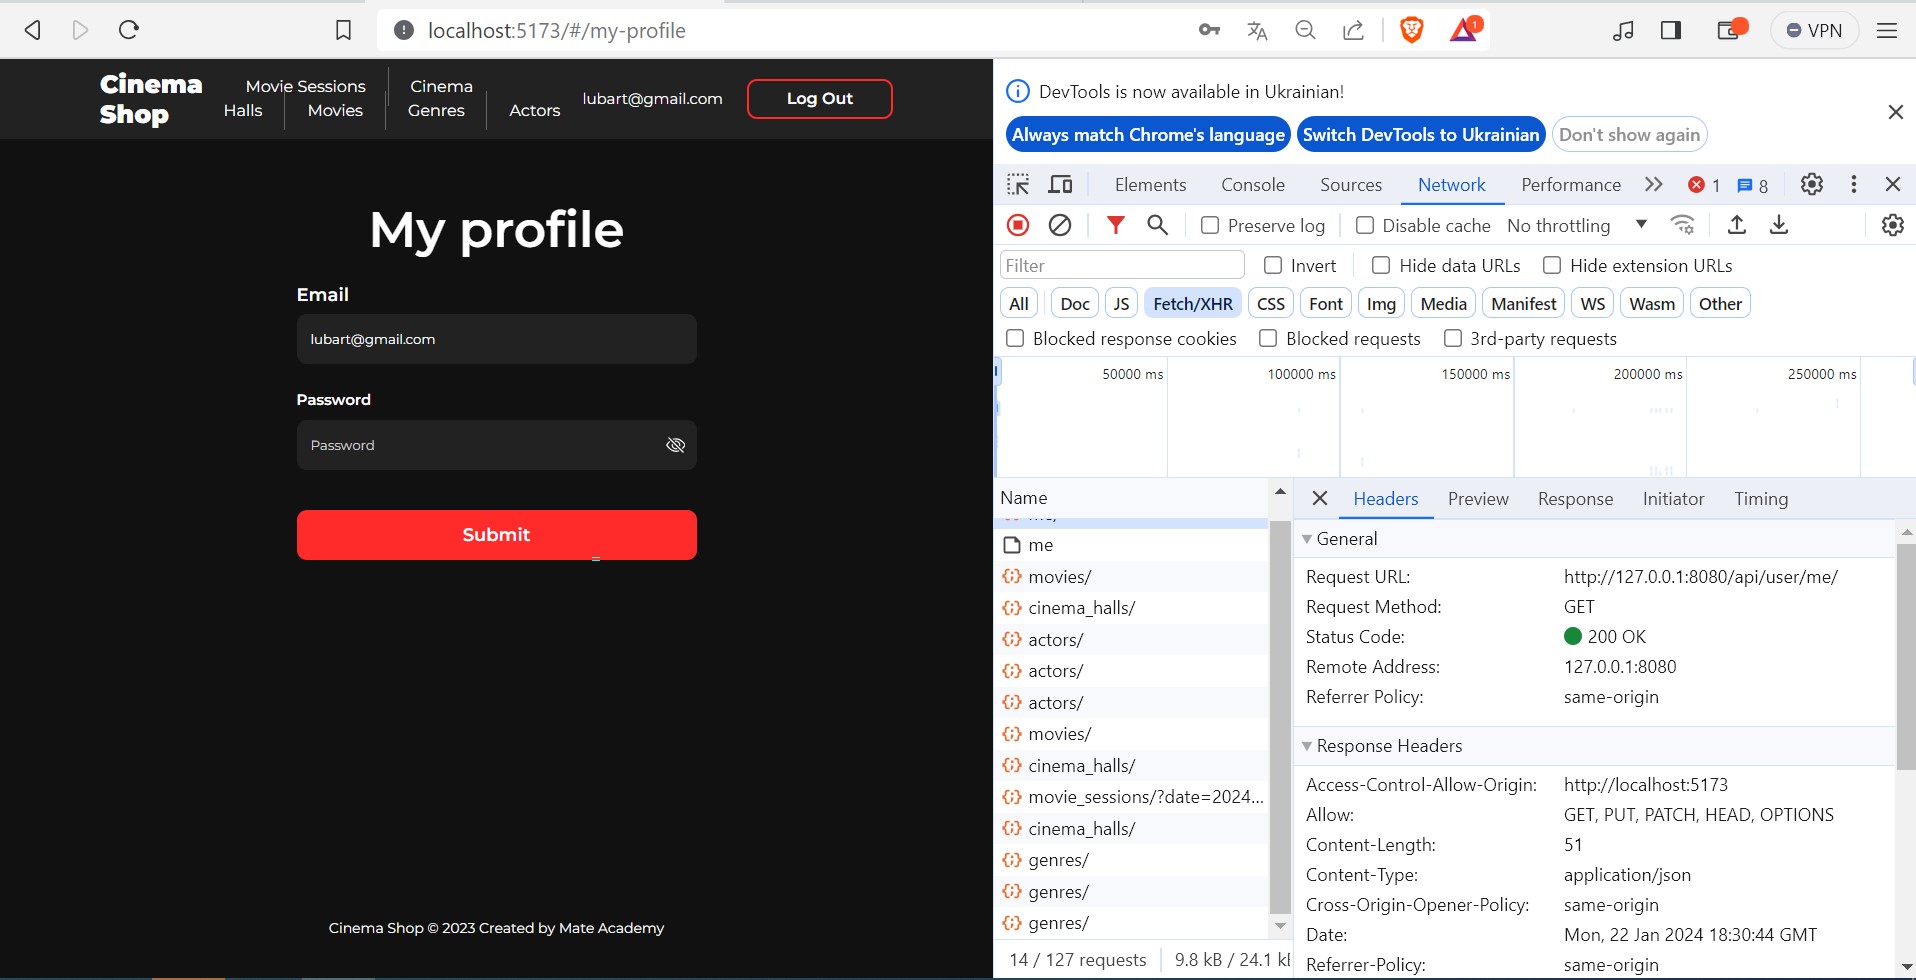 localhost:5173/#/my-profile
1
VPN
Cinema Shop
Movie Sessions
Cinema Halls
Movies
Genres
Actors
lubart@gmail.com
Log Out
My profile
Email
lubart@gmail.com
Password
Password
Submit
Cinema Shop © 2023 Created by Mate Academy
DevTools is now available in Ukrainian!
Always match Chrome's language
Switch DevTools to Ukrainian
Don't show again
Elements
Console
Sources
Network
Performance
1
8
Preserve log
Disable cache
No throttling
Filter
Invert
Hide data URLs
Hide extension URLs
All
Doc
JS
Fetch/XHR
CSS
Font
Img
Media
Manifest
WS
Wasm
Other
Blocked response cookies
Blocked requests
3rd-party requests
50000 ms
100000 ms
150000 ms
200000 ms
250000 ms
Name
me
movies/
cinema_halls/
actors/
actors/
actors/
movies/
cinema_halls/
movie_sessions/?date=2024...
cinema_halls/
genres/
genres/
genres/
14 / 127 requests
9.8 kB / 24.1 k
Headers
Preview
Response
Initiator
Timing
General
Request URL: http://127.0.0.1:8080/api/user/me/
Request Method: GET
Status Code: 200 OK
Remote Address: 127.0.0.1:8080
Referrer Policy: same-origin
Response Headers
Access-Control-Allow-Origin: http://localhost:5173
Allow: GET, PUT, PATCH, HEAD, OPTIONS
Content-Length: 51
Content-Type: application/json
Cross-Origin-Opener-Policy: same-origin
Date: Mon, 22 Jan 2024 18:30:44 GMT
Referrer-Policy: same-origin